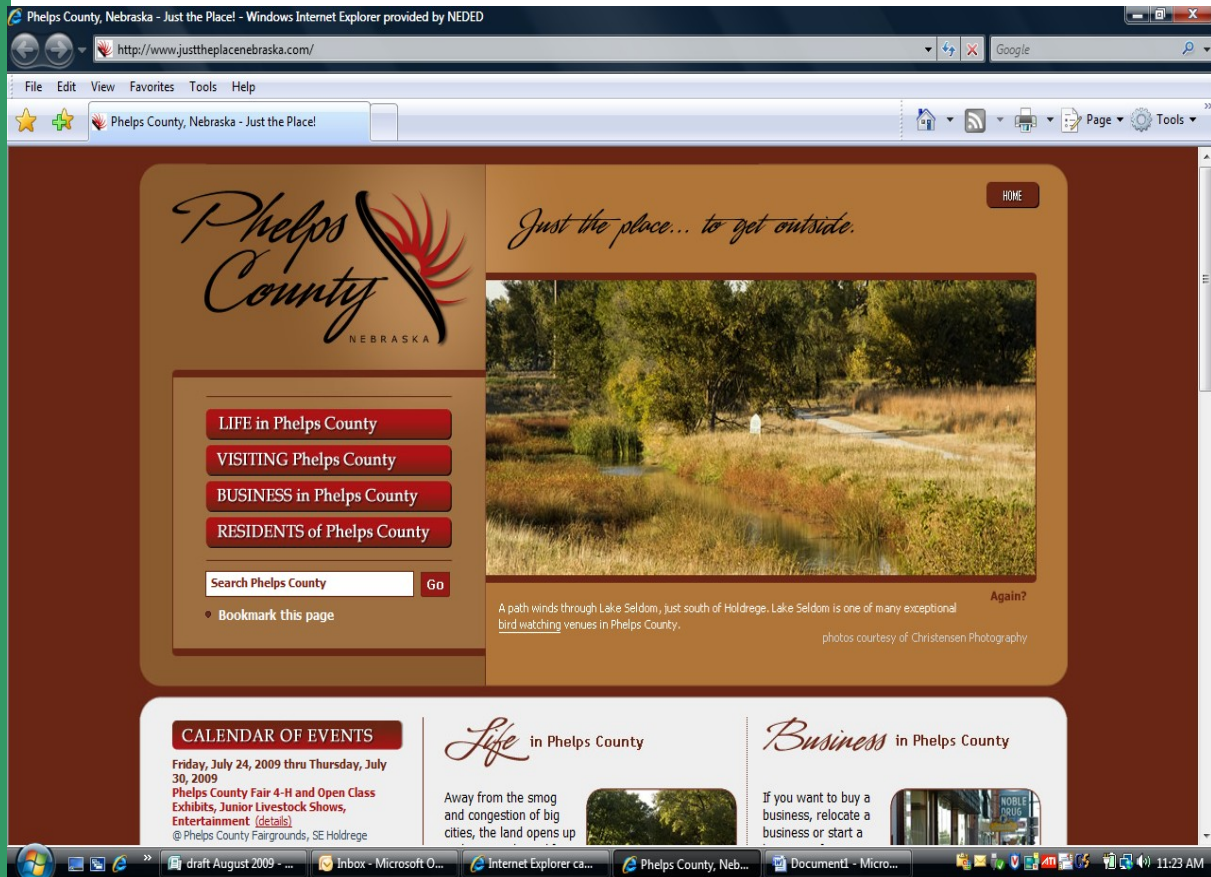 Phelps County, Nebraska - Just the Place! - Windows Internet Explorer provided by NEDED
http://www.justtheplacenebraska.com/
Google
File Edit View Favorites Tools Help
Phelps County, Nebraska - Just the Place!
Page
Tools
HOME
Phelps
County
NEBRASKA
Just the place... to get outside.
LIFE in Phelps County
VISITING Phelps County
BUSINESS in Phelps County
RESIDENTS of Phelps County
Search Phelps County
Go
Bookmark this page
Again?
A path winds through Lake Seldom, just south of Holdrege. Lake Seldom is one of many exceptional
bird watching venues in Phelps County.
photos courtesy of Christensen Photography
CALENDAR OF EVENTS
Friday, July 24, 2009 thru Thursday, July
30, 2009
Phelps County Fair 4-H and Open Class
Exhibits, Junior Livestock Shows,
Entertainment (details)
@ Phelps County Fairgrounds, SE Holdrege
Life in Phelps County
Away from the smog
and congestion of big
cities, the land opens up
Business in Phelps County
If you want to buy a
business, relocate a
business or start a
NOBLE
DRUG
draft August 2009 - ...
Inbox - Microsoft O...
Internet Explorer ca...
Phelps County, Neb...
Document1 - Micro...
ATI
11:23 AM